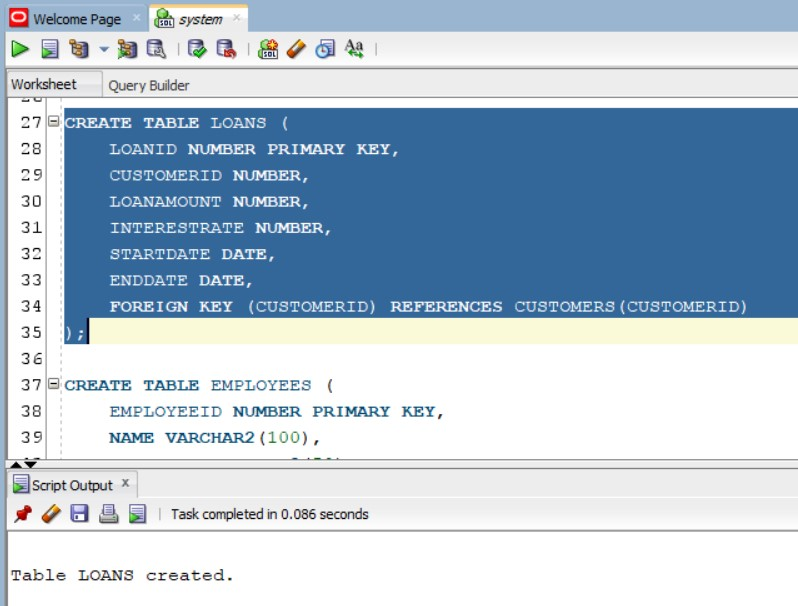 Welcome Page × system ×
Worksheet Query Builder
27 CREATE TABLE LOANS (
28 LOANID NUMBER PRIMARY KEY,
29 CUSTOMERID NUMBER,
30 LOANAMOUNT NUMBER,
31 INTERESTRATE NUMBER,
32 STARTDATE DATE,
33 ENDDATE DATE,
34 FOREIGN KEY (CUSTOMERID) REFERENCES CUSTOMERS(CUSTOMERID)
35 );
36
37 CREATE TABLE EMPLOYEES (
38 EMPLOYEEID NUMBER PRIMARY KEY,
39 NAME VARCHAR2(100),
Script Output ×
Task completed in 0.086 seconds
Table LOANS created.